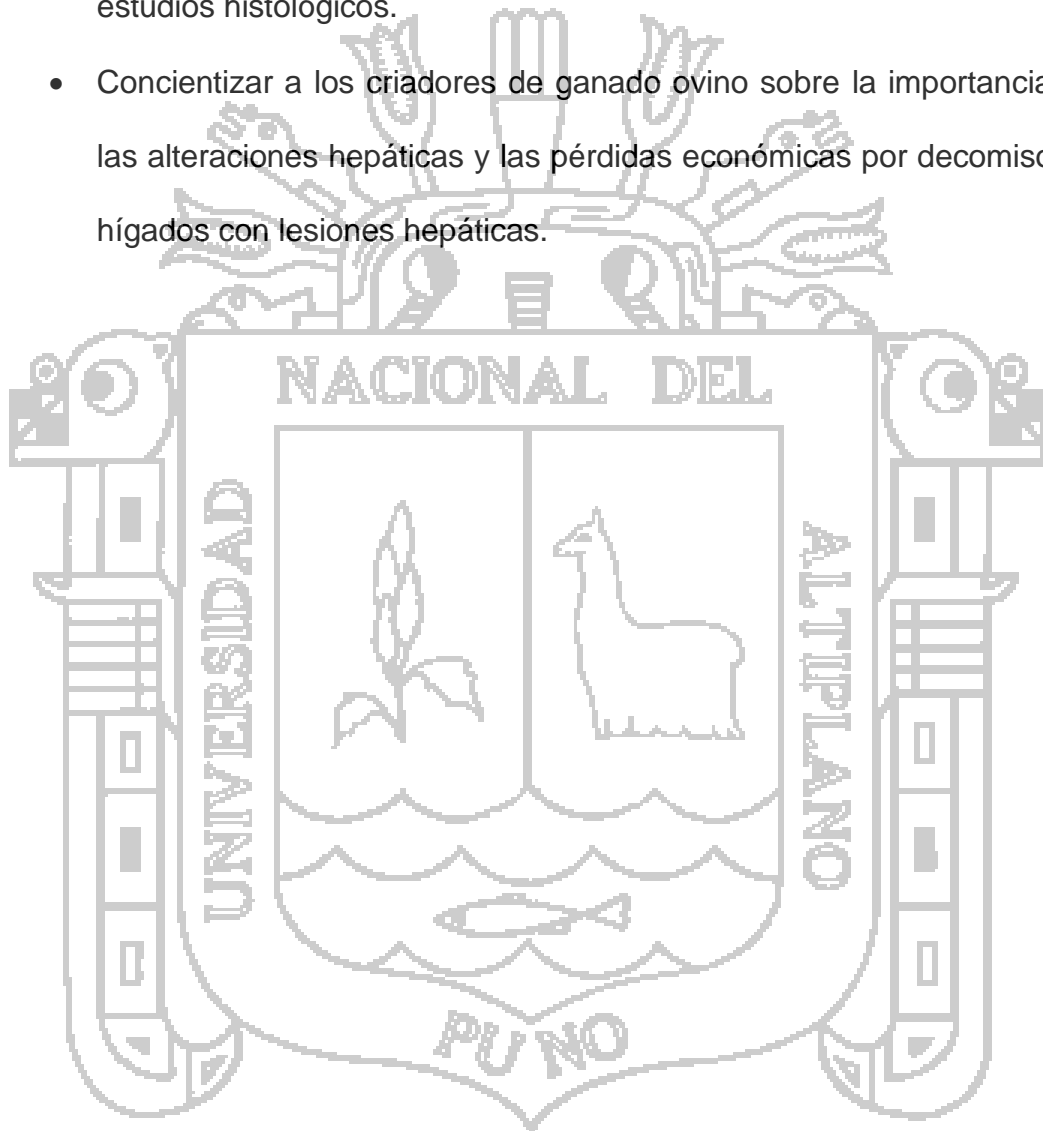 estudios histológicos.
• Concientizar a los criadores de ganado ovino sobre la importancia
las alteraciones hepáticas y las pérdidas económicas por decomiso
hígados con lesiones hepáticas.
NACIONAL DEL
UNIVERSIDAD
ALTIPLANO
PUNO